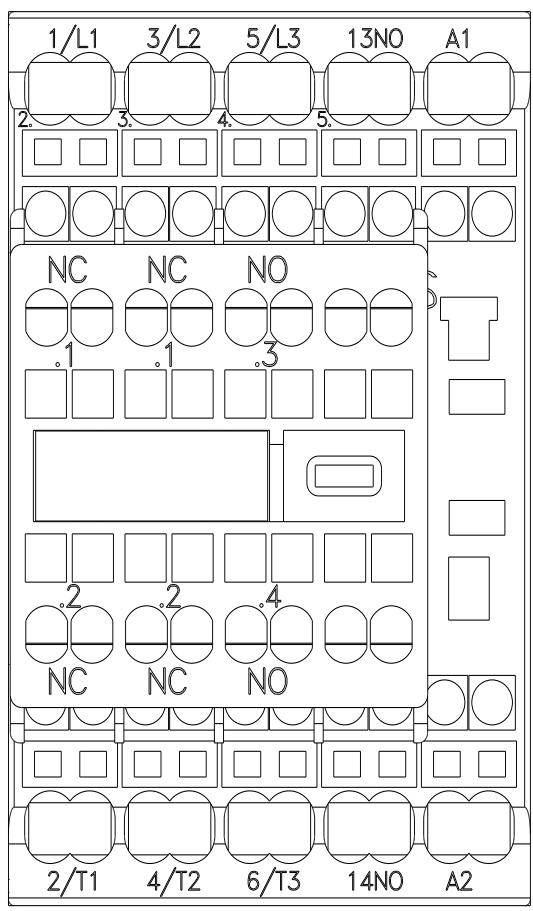 1/L1 3/L2 5/L3 13NO A1
2. 3. 4. 5.
NC NC NO
.1 .1 .3
.2 .2 .4
NC NC NO
2/T1 4/T2 6/T3 14NO A2